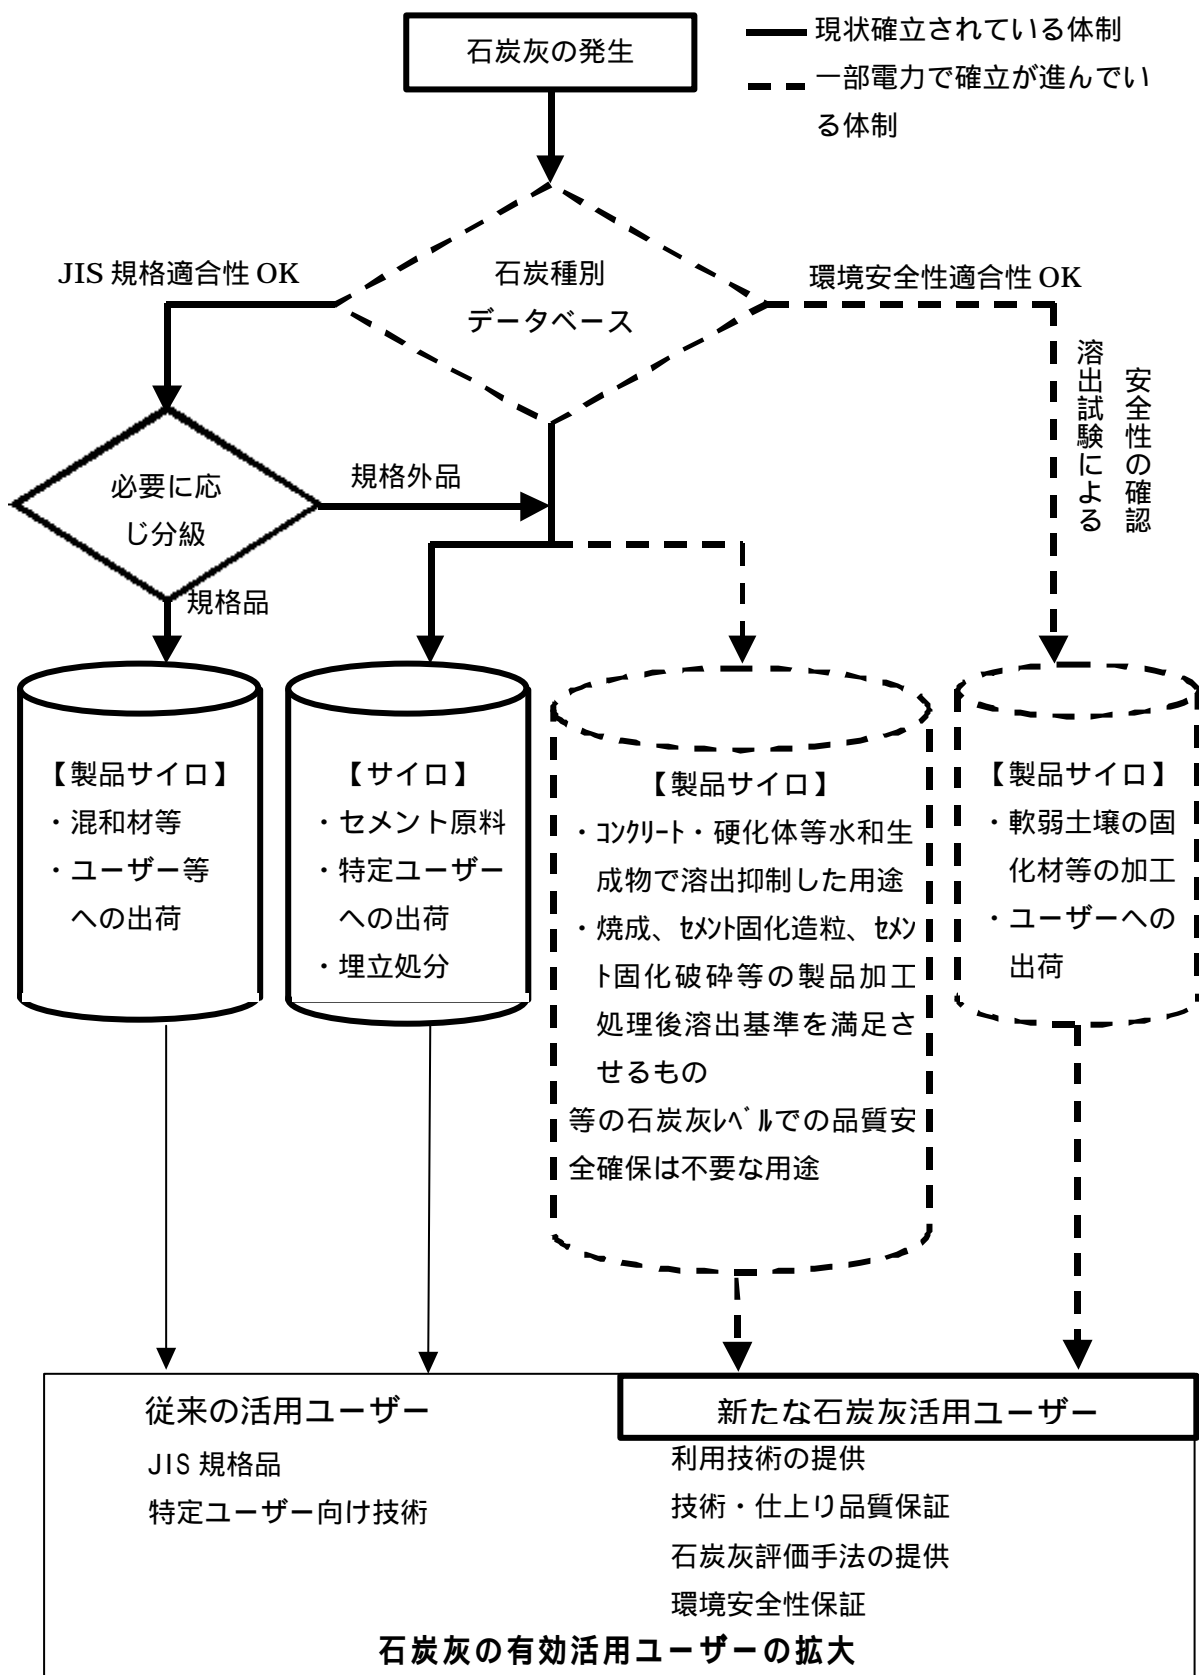 石炭灰の発生
現状確立されている体制
一部電力で確立が進んでい
る体制
JIS 規格適合性 OK
石炭種別
データベース
環境安全性適合性 OK
溶出試験による
安全性の確認
必要に応
じ分級
規格外品
規格品
【製品サイロ】
・混和材等
・ユーザー等
への出荷
【サイロ】
・セメント原料
・特定ユーザー
への出荷
・埋立処分
【製品サイロ】
・ｺﾝｸﾘｰﾄ・硬化体等水和生
成物で溶出抑制した用途
・焼成、ｾﾒﾝﾄ固化造粒、ｾﾒﾝ
ﾄ固化破砕等の製品加工
処理後溶出基準を満足さ
せるもの
等の石炭灰ﾚﾍﾞﾙでの品質安
全確保は不要な用途
【製品サイロ】
・軟弱土壌の固
化材等の加工
・ユーザーへの
出荷
従来の活用ユーザー
JIS 規格品
特定ユーザー向け技術
新たな石炭灰活用ユーザー
利用技術の提供
技術・仕上り品質保証
石炭灰評価手法の提供
環境安全性保証
石炭灰の有効活用ユーザーの拡大